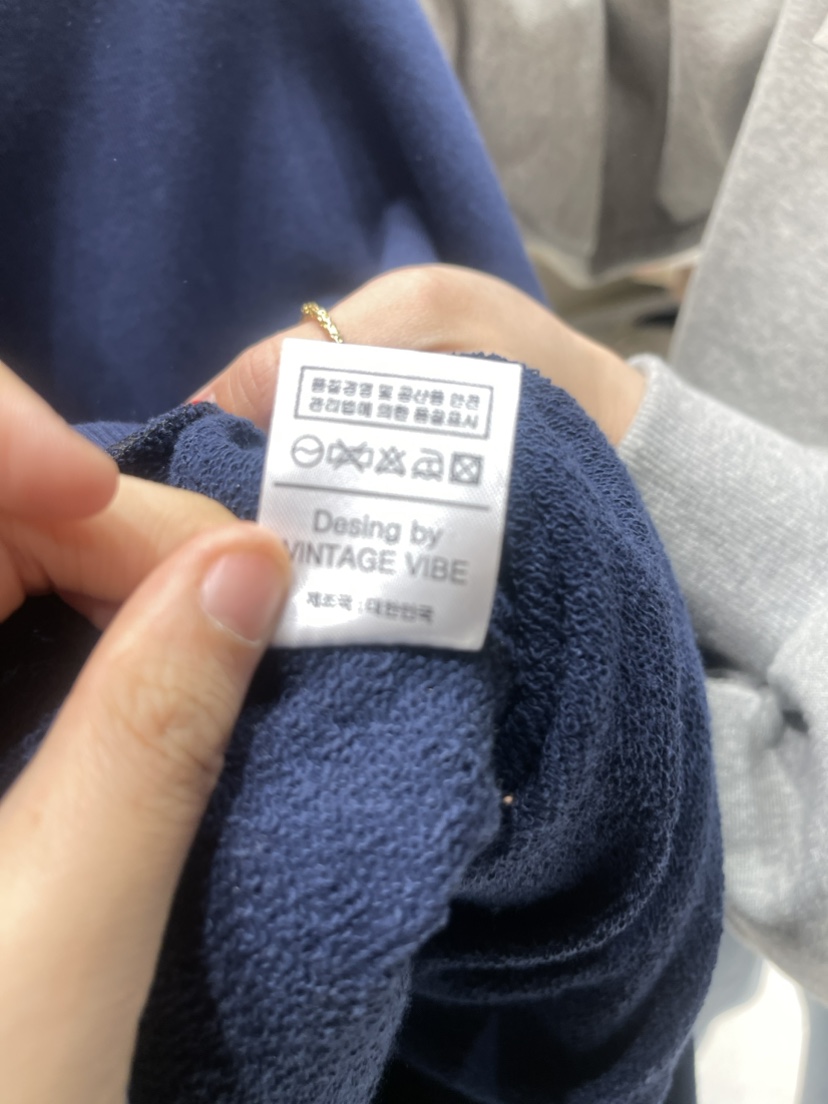 품질경영 및 공산품 안전
관리법에 의한 품질표시
Desing by
VINTAGE VIBE
제조국 : 대한민국